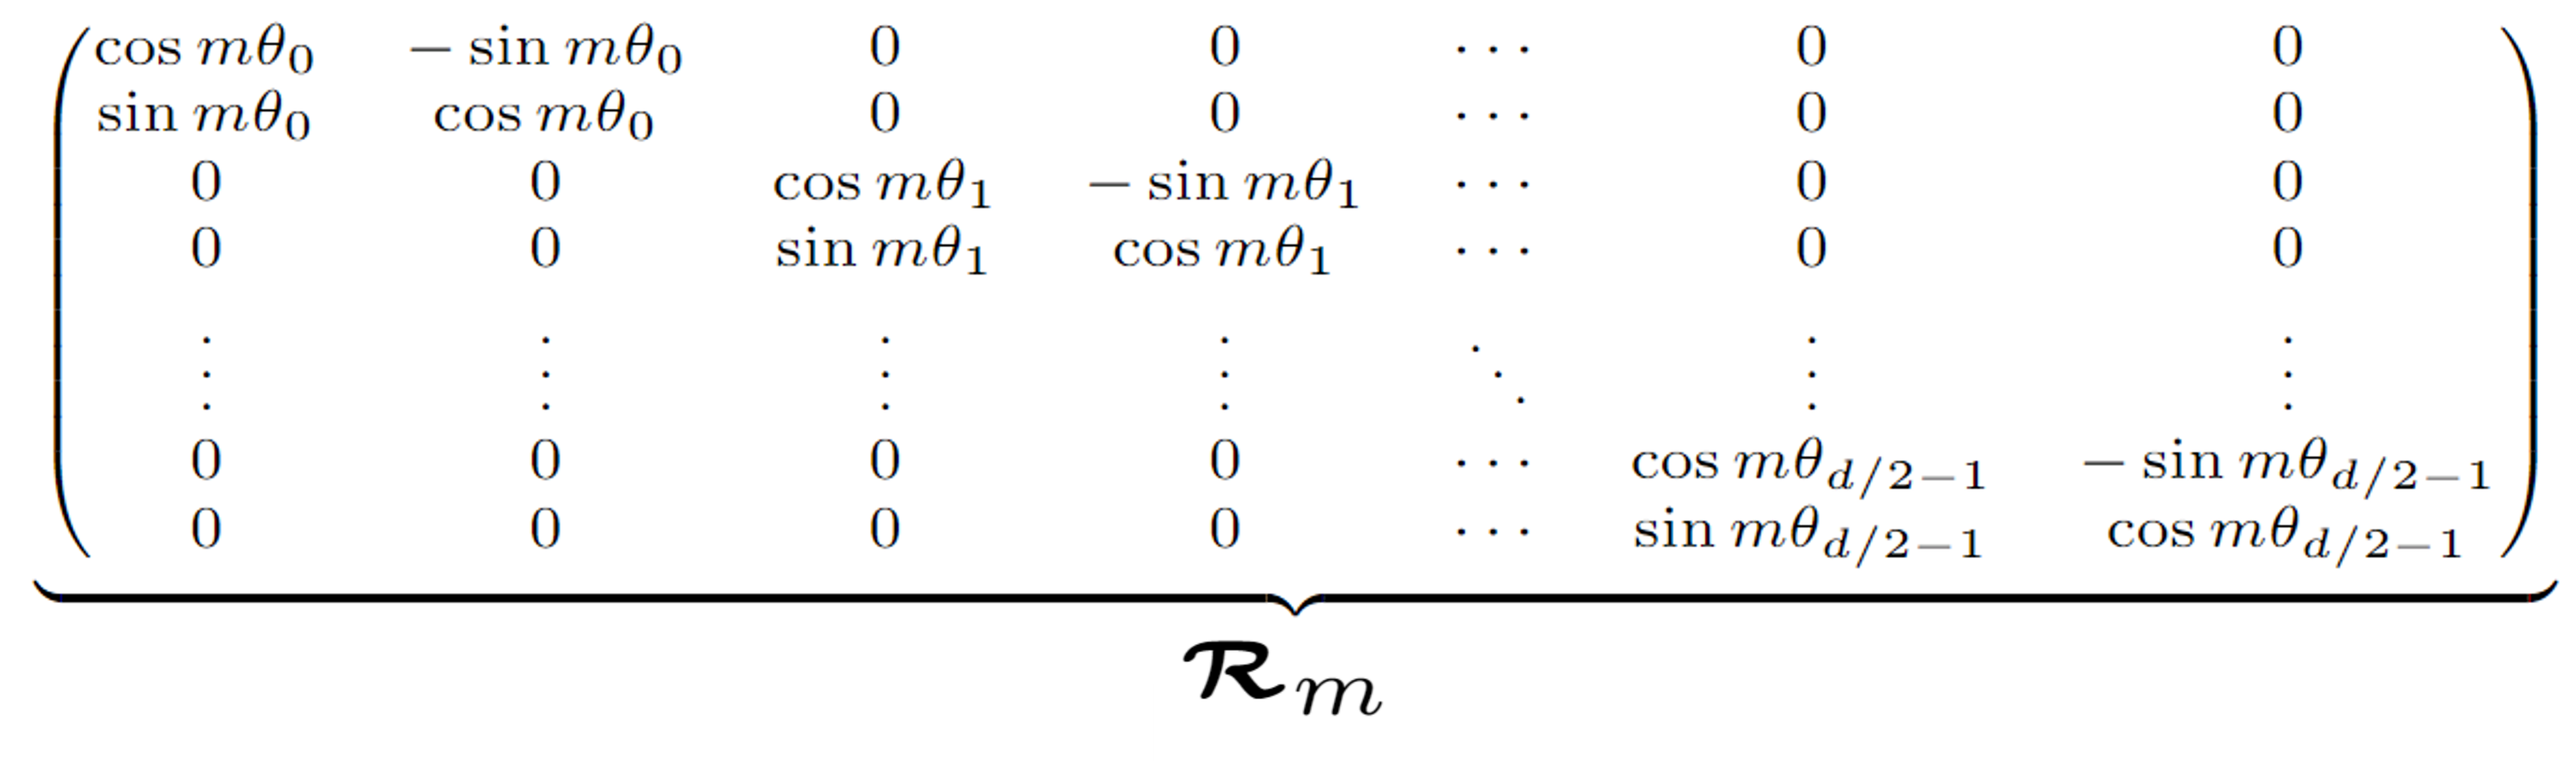 cos mθ₀ − sin mθ₀ 0 0 ⋯ 0 0
sin mθ₀ cos mθ₀ 0 0 ⋯ 0 0
0 0 cos mθ₁ − sin mθ₁ ⋯ 0 0
0 0 sin mθ₁ cos mθ₁ ⋯ 0 0
⋮ ⋮ ⋮ ⋮ ⋱ ⋮ ⋮
0 0 0 0 ⋯ cos mθ_{d/2−1} − sin mθ_{d/2−1}
0 0 0 0 ⋯ sin mθ_{d/2−1} cos mθ_{d/2−1}
𝓡ₘ